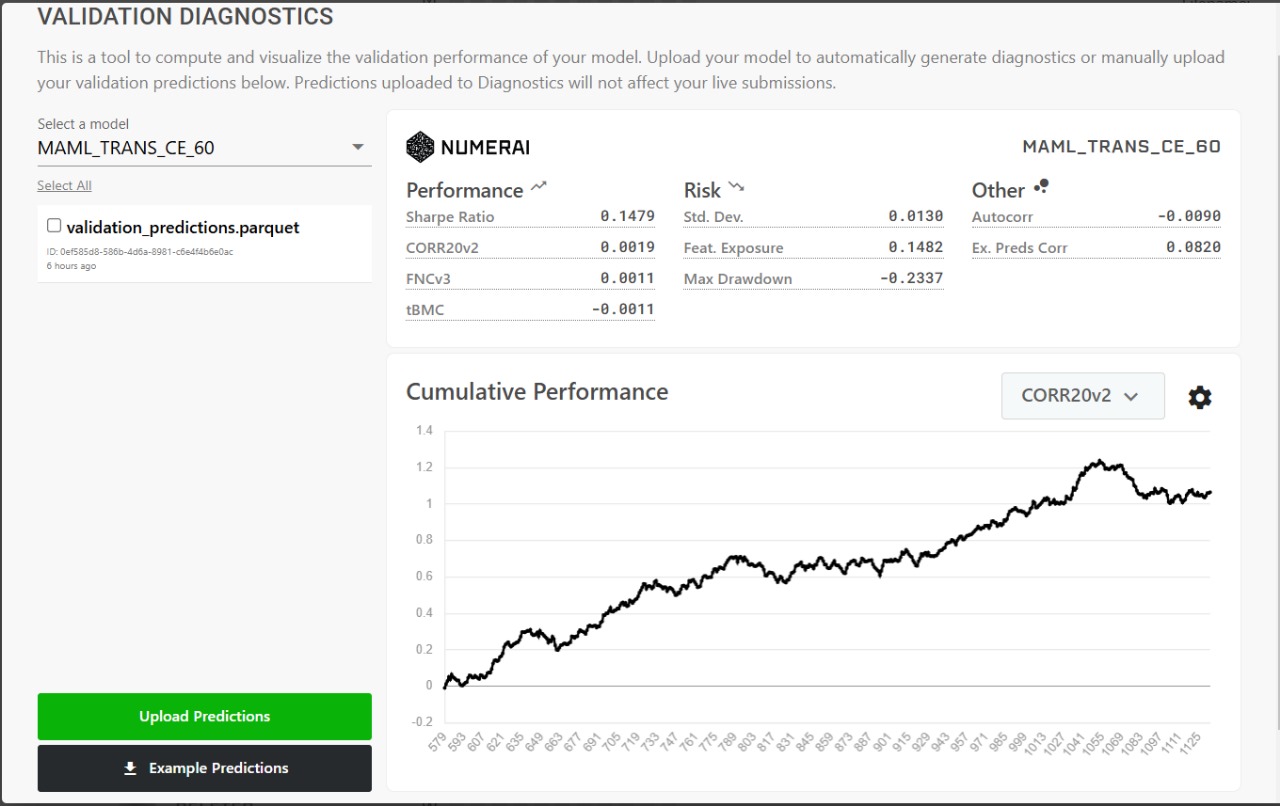 VALIDATION DIAGNOSTICS
This is a tool to compute and visualize the validation performance of your model. Upload your model to automatically generate diagnostics or manually upload
your validation predictions below. Predictions uploaded to Diagnostics will not affect your live submissions.
Select a model
MAML_TRANS_CE_60
Select All
validation_predictions.parquet
ID: 0ef585d8-586b-4d6a-8981-c6e4f4b6e0ac
6 hours ago
Upload Predictions
Example Predictions
NUMERAI
MAML_TRANS_CE_60
Performance
Sharpe Ratio 0.1479
CORR20v2 0.0019
FNCv3 0.0011
tBMC -0.0011
Risk
Std. Dev. 0.0130
Feat. Exposure 0.1482
Max Drawdown -0.2337
Other
Autocorr -0.0090
Ex. Preds Corr 0.0820
Cumulative Performance
CORR20v2
1.4
1.2
1
0.8
0.6
0.4
0.2
0
-0.2
579 593 607 621 635 649 663 677 691 705 719 733 747 761 775 789 803 817 831 845 859 873 887 901 915 929 943 957 971 985 999 1013 1027 1041 1055 1069 1083 1097 1111 1125